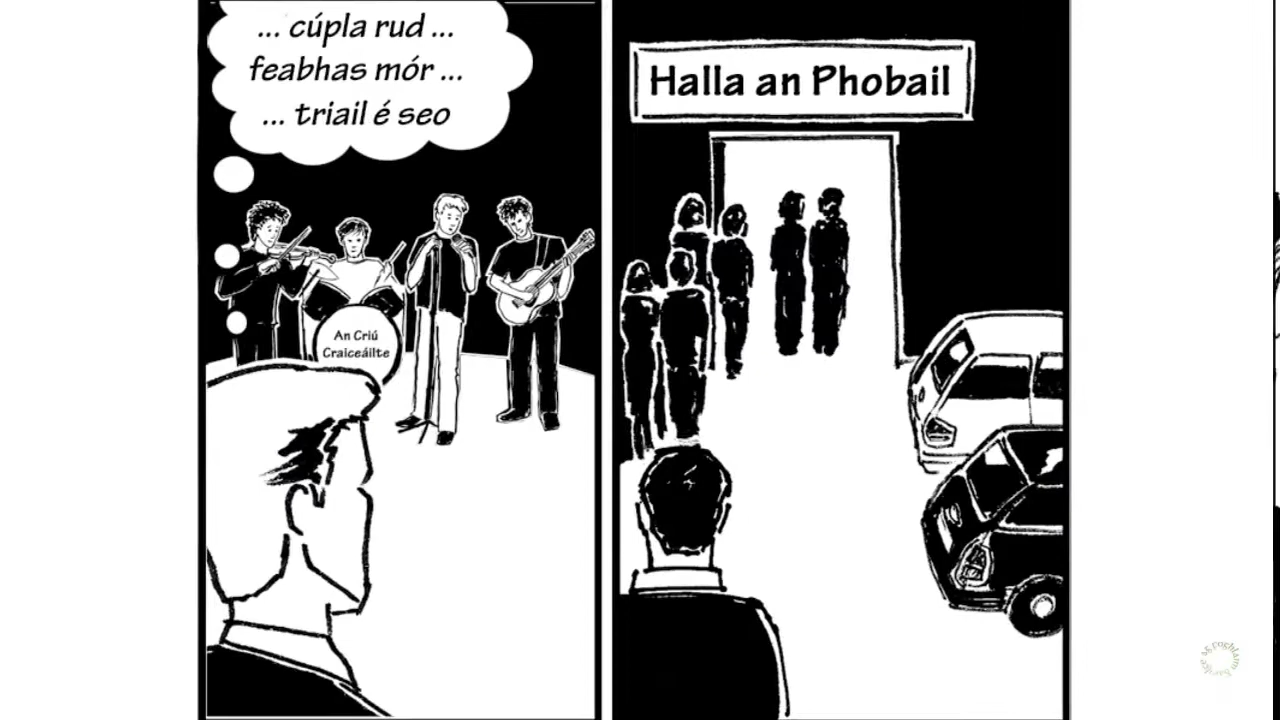 ... cúpla rud ...
feabhas mór ...
... triail é seo
An Criú
Craiceáilte
Halla an Phobail